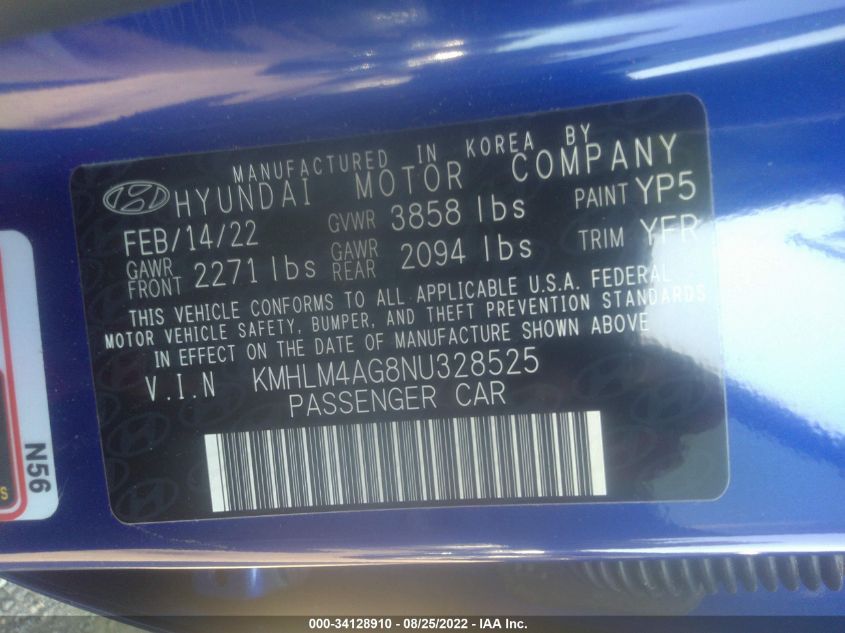 MANUFACTURED IN KOREA BY
HYUNDAI MOTOR COMPANY
FEB/14/22 GVWR 3858 lbs PAINT YP5
GAWR FRONT 2271 lbs GAWR REAR 2094 lbs TRIM YFR
THIS VEHICLE CONFORMS TO ALL APPLICABLE U.S.A. FEDERAL
MOTOR VEHICLE SAFETY, BUMPER, AND THEFT PREVENTION STANDARDS
IN EFFECT ON THE DATE OF MANUFACTURE SHOWN ABOVE
V.I.N KMHLM4AG8NU328525
PASSENGER CAR
N56
S
000-34128910 - 08/25/2022 - IAA Inc.